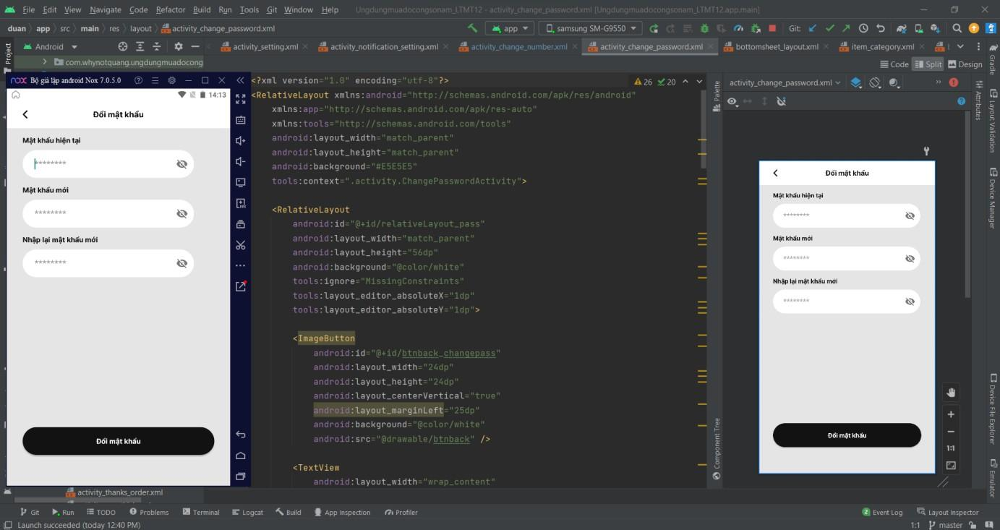 File Edit View Navigate Code Refactor Build Run Tools Git Window Help Ungdungmuadocongsonam_LTMT12 - activity_change_password.xml [Ungdungmuadocongsonam_LTMT12.app.main]
duan app src main res layout activity_change_password.xml app samsung SM-G9550 Git:
Project Android activity_setting.xml activity_notification_setting.xml activity_change_number.xml activity_change_password.xml bottomsheet_layout.xml item_category.xml Gradle
com.whynotquang.ungdungmuadocong Code Split Design
nox Bộ giả lập android Nox 7.0.5.0
14:13
Đổi mật khẩu
Mật khẩu hiện tại
********
Mật khẩu mới
********
Nhập lại mật khẩu mới
********
Đổi mật khẩu
activity_thanks_order.xml
<?xml version="1.0" encoding="utf-8"?>
26 20
<RelativeLayout xmlns:android="http://schemas.android.com/apk/res/android"
xmlns:app="http://schemas.android.com/apk/res-auto"
xmlns:tools="http://schemas.android.com/tools"
android:layout_width="match_parent"
android:layout_height="match_parent"
android:background="#E5E5E5"
tools:context=".activity.ChangePasswordActivity">
<RelativeLayout
android:id="@+id/relativeLayout_pass"
android:layout_width="match_parent"
android:layout_height="56dp"
android:background="@color/white"
tools:ignore="MissingConstraints"
tools:layout_editor_absoluteX="1dp"
tools:layout_editor_absoluteY="1dp">
<ImageButton
android:id="@+id/btnback_changepass"
android:layout_width="24dp"
android:layout_height="24dp"
android:layout_centerVertical="true"
android:layout_marginLeft="25dp"
android:background="@color/white"
android:src="@drawable/btnback" />
<TextView
android:layout_width="wrap_content"
Palette
Component Tree
activity_change_password.xml
Đổi mật khẩu
Mật khẩu hiện tại
********
Mật khẩu mới
********
Nhập lại mật khẩu mới
********
Đổi mật khẩu
1:1
Attributes
Layout Validation
Device Manager
Device File Explorer
Emulator
Git Run TODO Problems Terminal Logcat Build App Inspection Profiler 2 Event Log Layout Inspector
Launch succeeded (today 12:40 PM) 1:1 master